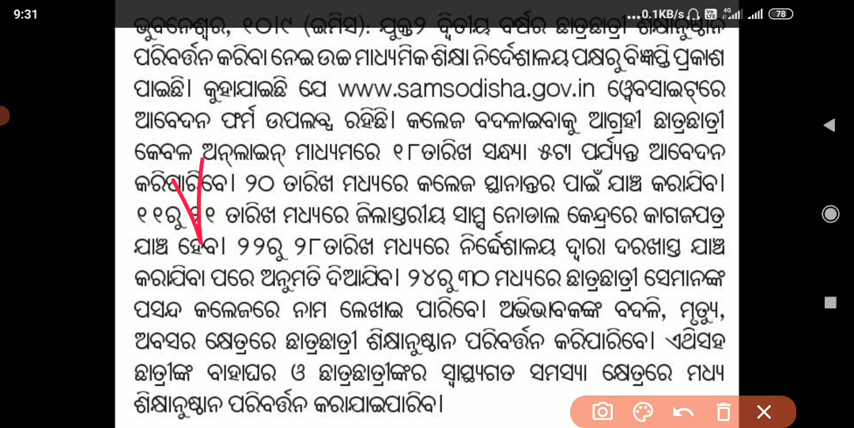 9:31
...0.1KB/s
4G
78
ଭୁବନେଶ୍ୱର, ୧୦।୯ (ଇମିସ): ଯୁକ୍ତ୨ ଦ୍ୱିତୀୟ ବର୍ଷର ଛାତ୍ରଛାତ୍ରୀ ଶିକ୍ଷାନୁଷ୍ଠାନ
ପରିବର୍ତ୍ତନ କରିବା ନେଇ ଉଚ୍ଚ ମାଧ୍ୟମିକ ଶିକ୍ଷା ନିର୍ଦେଶାଳୟ ପକ୍ଷରୁ ବିଜ୍ଞପ୍ତି ପ୍ରକାଶ
ପାଇଛି। କୁହାଯାଇଛି ଯେ www.samsodisha.gov.in ୱେବସାଇଟ୍‌ରେ
ଆବେଦନ ଫର୍ମ ଉପଲବ୍ଧ ରହିଛି। କଲେଜ ବଦଳାଇବାକୁ ଆଗ୍ରହୀ ଛାତ୍ରଛାତ୍ରୀ
କେବଳ ଅନ୍‌ଲାଇନ୍ ମାଧ୍ୟମରେ ୧୮ତାରିଖ ସନ୍ଧ୍ୟା ୫ଟା ପର୍ଯ୍ୟନ୍ତ ଆବେଦନ
କରିପାରିବେ। ୨୦ ତାରିଖ ମଧ୍ୟରେ କଲେଜ ସ୍ଥାନାନ୍ତର ପାଇଁ ଯାଞ୍ଚ କରାଯିବ।
୧୧ରୁ ୨୧ ତାରିଖ ମଧ୍ୟରେ ଜିଲାସ୍ତରୀୟ ସାମ୍ସ ନୋଡାଲ କେନ୍ଦ୍ରରେ କାଗଜପତ୍ର
ଯାଞ୍ଚ ହେବ। ୨୨ରୁ ୨୮ତାରିଖ ମଧ୍ୟରେ ନିର୍ଦ୍ଦେଶାଳୟ ଦ୍ୱାରା ଦରଖାସ୍ତ ଯାଞ୍ଚ
କରାଯିବା ପରେ ଅନୁମତି ଦିଆଯିବ। ୨୪ରୁ ୩୦ ମଧ୍ୟରେ ଛାତ୍ରଛାତ୍ରୀ ସେମାନଙ୍କ
ପସନ୍ଦ କଲେଜରେ ନାମ ଲେଖାଇ ପାରିବେ। ଅଭିଭାବକଙ୍କ ବଦଳି, ମୃତ୍ୟୁ,
ଅବସର କ୍ଷେତ୍ରରେ ଛାତ୍ରଛାତ୍ରୀ ଶିକ୍ଷାନୁଷ୍ଠାନ ପରିବର୍ତ୍ତନ କରିପାରିବେ। ଏଥିସହ
ଛାତ୍ରୀଙ୍କ ବାହାଘର ଓ ଛାତ୍ରଛାତ୍ରୀଙ୍କର ସ୍ୱାସ୍ଥ୍ୟଗତ ସମସ୍ୟା କ୍ଷେତ୍ରରେ ମଧ୍ୟ
ଶିକ୍ଷାନୁଷ୍ଠାନ ପରିବର୍ତ୍ତନ କରାଯାଇପାରିବ।